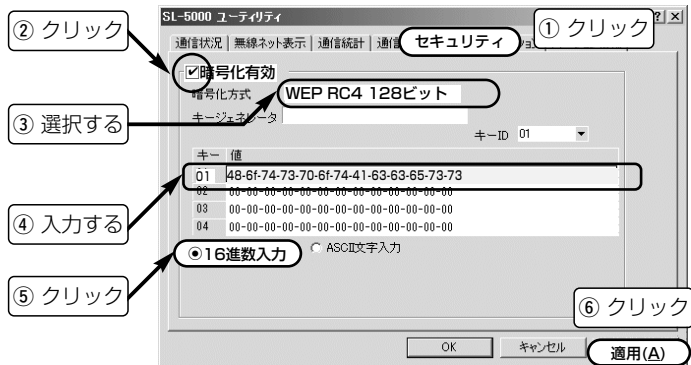 SL-5000 ユーティリティ
② クリック
① クリック
通信状況 無線ネット表示 通信統計 通信 セキュリティ
暗号化有効
暗号化方式 WEP RC4 128ビット
③ 選択する
キージェネレータ
キーID 01
キー 値
01 48-6f-74-73-70-6f-74-41-63-63-65-73-73
02 00-00-00-00-00-00-00-00-00-00-00-00-00
03 00-00-00-00-00-00-00-00-00-00-00-00-00
④ 入力する
04 00-00-00-00-00-00-00-00-00-00-00-00-00
16進数入力 ASCII文字入力
⑤ クリック
⑥ クリック
OK キャンセル 適用(A)